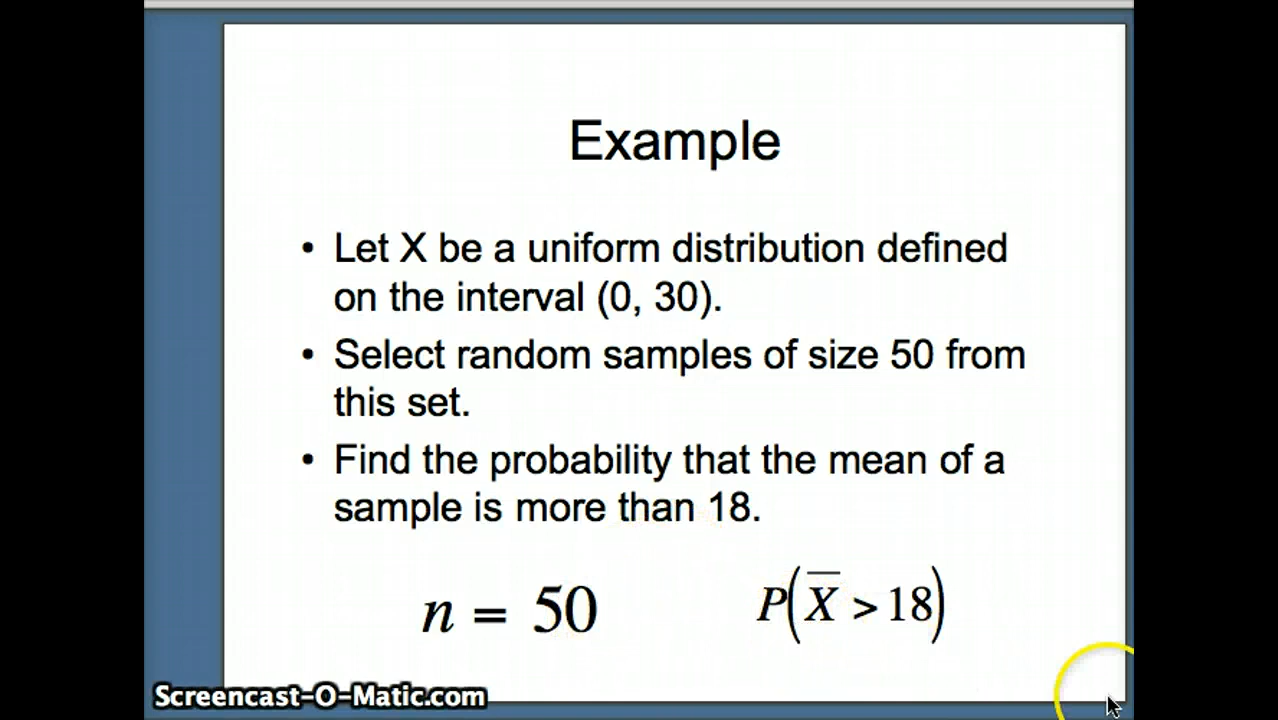 Example
• Let X be a uniform distribution defined
on the interval (0, 30).
• Select random samples of size 50 from
this set.
• Find the probability that the mean of a
sample is more than 18.
n = 50 P(X̅ > 18)
Screencast-O-Matic.com